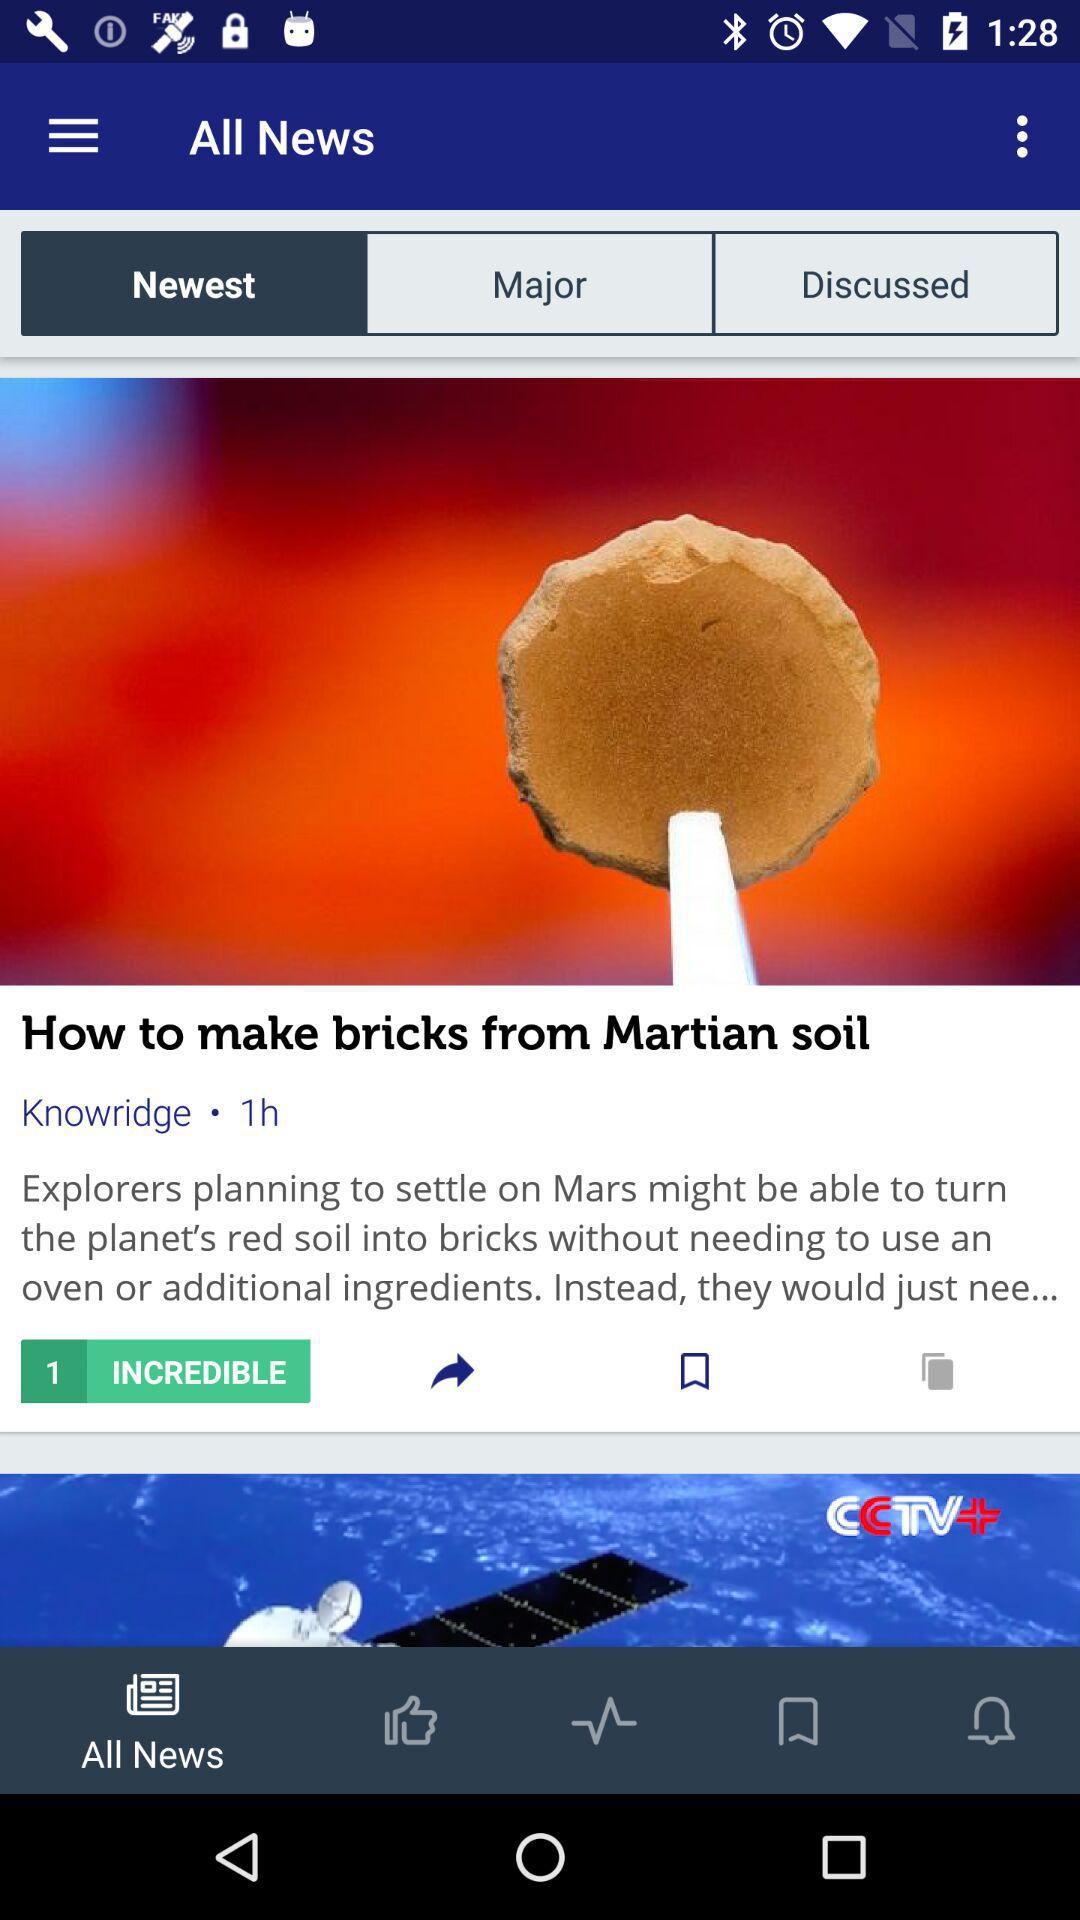 FAKE
1:28
All News
Newest
Major
Discussed
How to make bricks from Martian soil
Knowridge • 1h
Explorers planning to settle on Mars might be able to turn
the planet’s red soil into bricks without needing to use an
oven or additional ingredients. Instead, they would just nee...
1 INCREDIBLE
CCTV+
All News